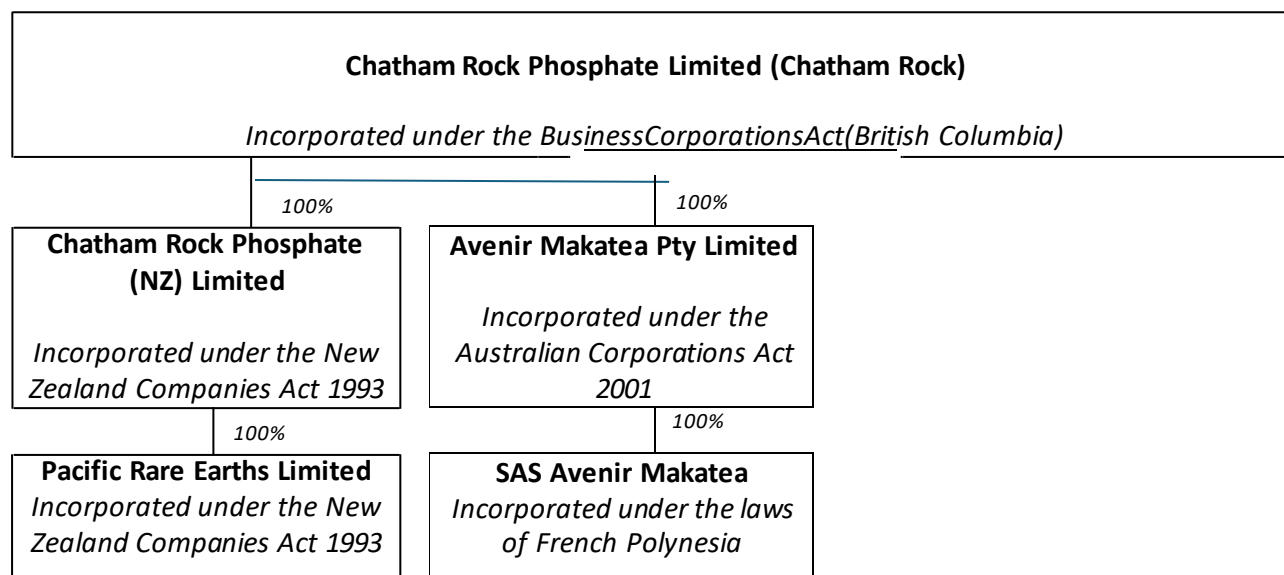 Chatham Rock Phosphate Limited (Chatham Rock)
Incorporated under the BusinessCorporationsAct(British Columbia)
100%
100%
Chatham Rock Phosphate
(NZ) Limited
Incorporated under the New
Zealand Companies Act 1993
Avenir Makatea Pty Limited
Incorporated under the
Australian Corporations Act
2001
100%
100%
Pacific Rare Earths Limited
Incorporated under the New
Zealand Companies Act 1993
SAS Avenir Makatea
Incorporated under the laws
of French Polynesia